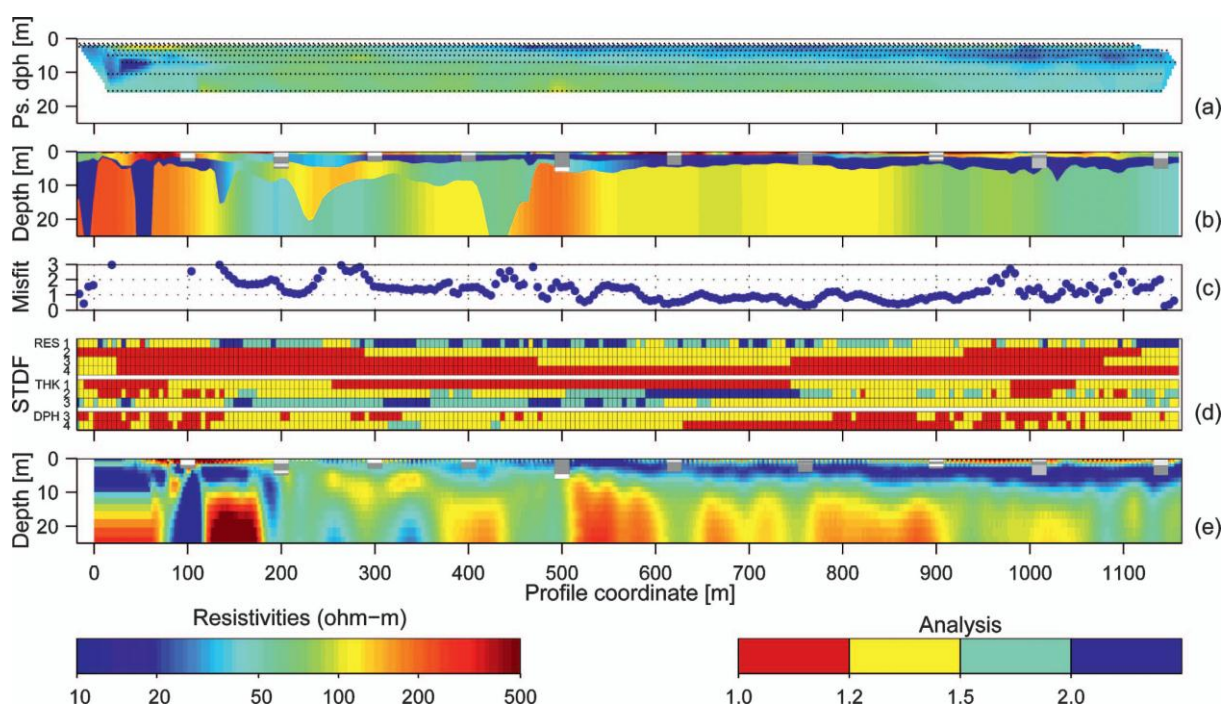 Ps. dph [m]
0
10
20
(a)
Depth [m]
0
10
20
(b)
Misfit
3
2
1
0
(c)
STDF
RES 1
2
3
4
THK 1
2
3
DPH 3
4
(d)
Depth [m]
0
10
20
(e)
0 100 200 300 400 500 600 700 800 900 1000 1100
Profile coordinate [m]
Resistivities (ohm−m)
10 20 50 100 200 500
Analysis
1.0 1.2 1.5 2.0